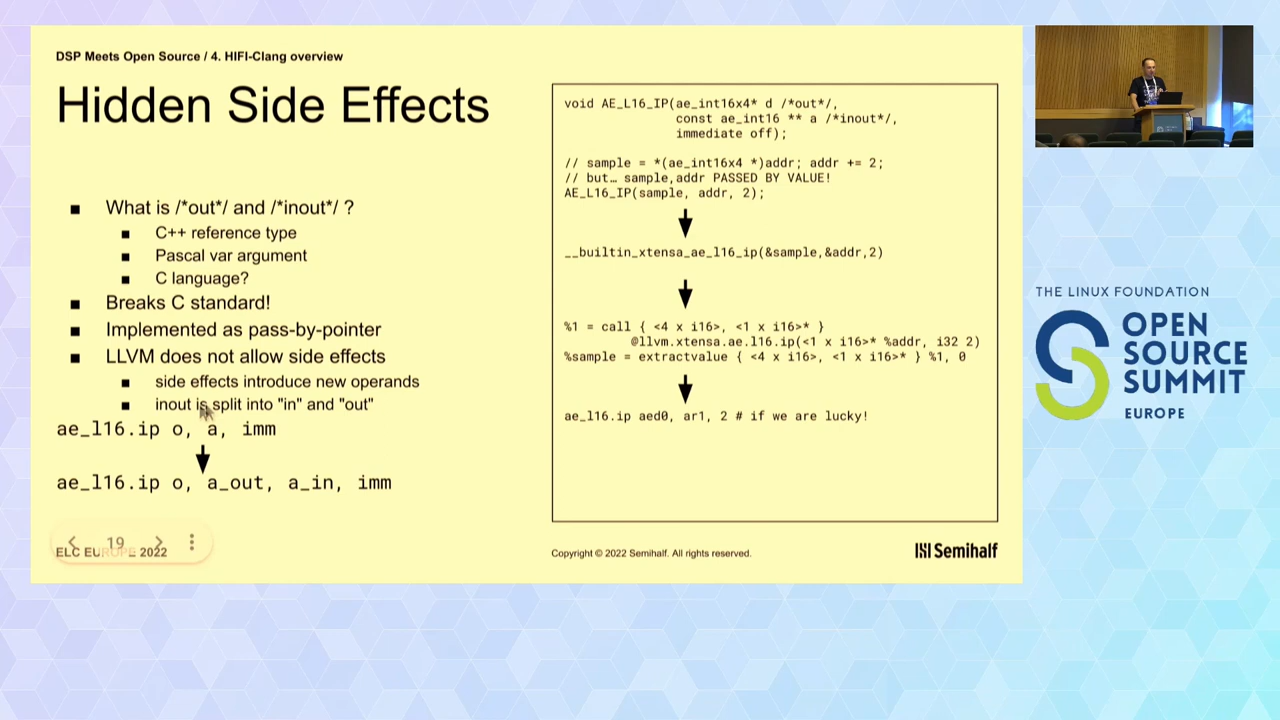 DSP Meets Open Source / 4. HIFI-Clang overview
Hidden Side Effects
■ What is /*out*/ and /*inout*/ ?
■ C++ reference type
■ Pascal var argument
■ C language?
■ Breaks C standard!
■ Implemented as pass-by-pointer
■ LLVM does not allow side effects
■ side effects introduce new operands
■ inout is split into "in" and "out"
ae_l16.ip o, a, imm
ae_l16.ip o, a_out, a_in, imm
void AE_L16_IP(ae_int16x4* d /*out*/,
const ae_int16 ** a /*inout*/,
immediate off);
// sample = *(ae_int16x4 *)addr; addr += 2;
// but… sample,addr PASSED BY VALUE!
AE_L16_IP(sample, addr, 2);
__builtin_xtensa_ae_l16_ip(&sample,&addr,2)
%1 = call { <4 x i16>, <1 x i16>* }
@llvm.xtensa.ae.l16.ip(<1 x i16>* %addr, i32 2)
%sample = extractvalue { <4 x i16>, <1 x i16>* } %1, 0
ae_l16.ip aed0, ar1, 2 # if we are lucky!
19
ELC EUROPE 2022
Copyright © 2022 Semihalf. All rights reserved.
Semihalf
THE LINUX FOUNDATION
OPEN
SOURCE
SUMMIT
EUROPE